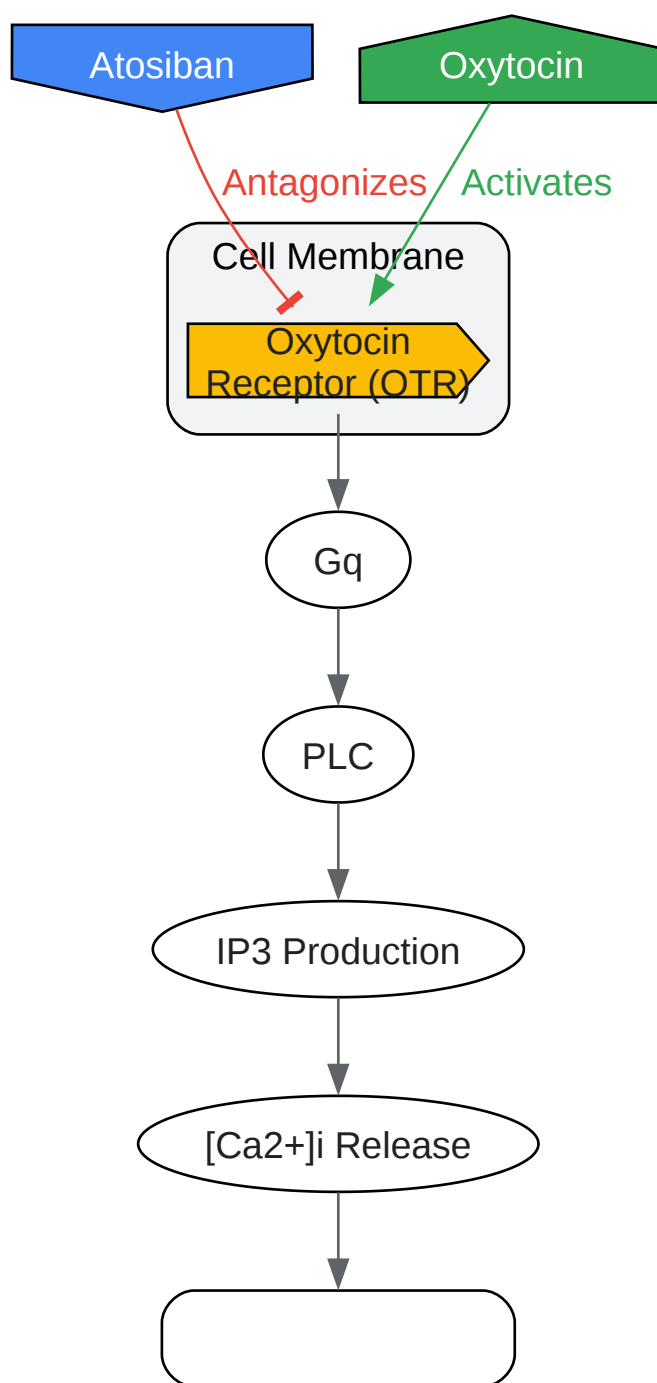 Atosiban
Oxytocin
Antagonizes
Activates
Cell Membrane
Oxytocin
Receptor (OTR)
Gq
PLC
IP3 Production
[Ca2+]i Release